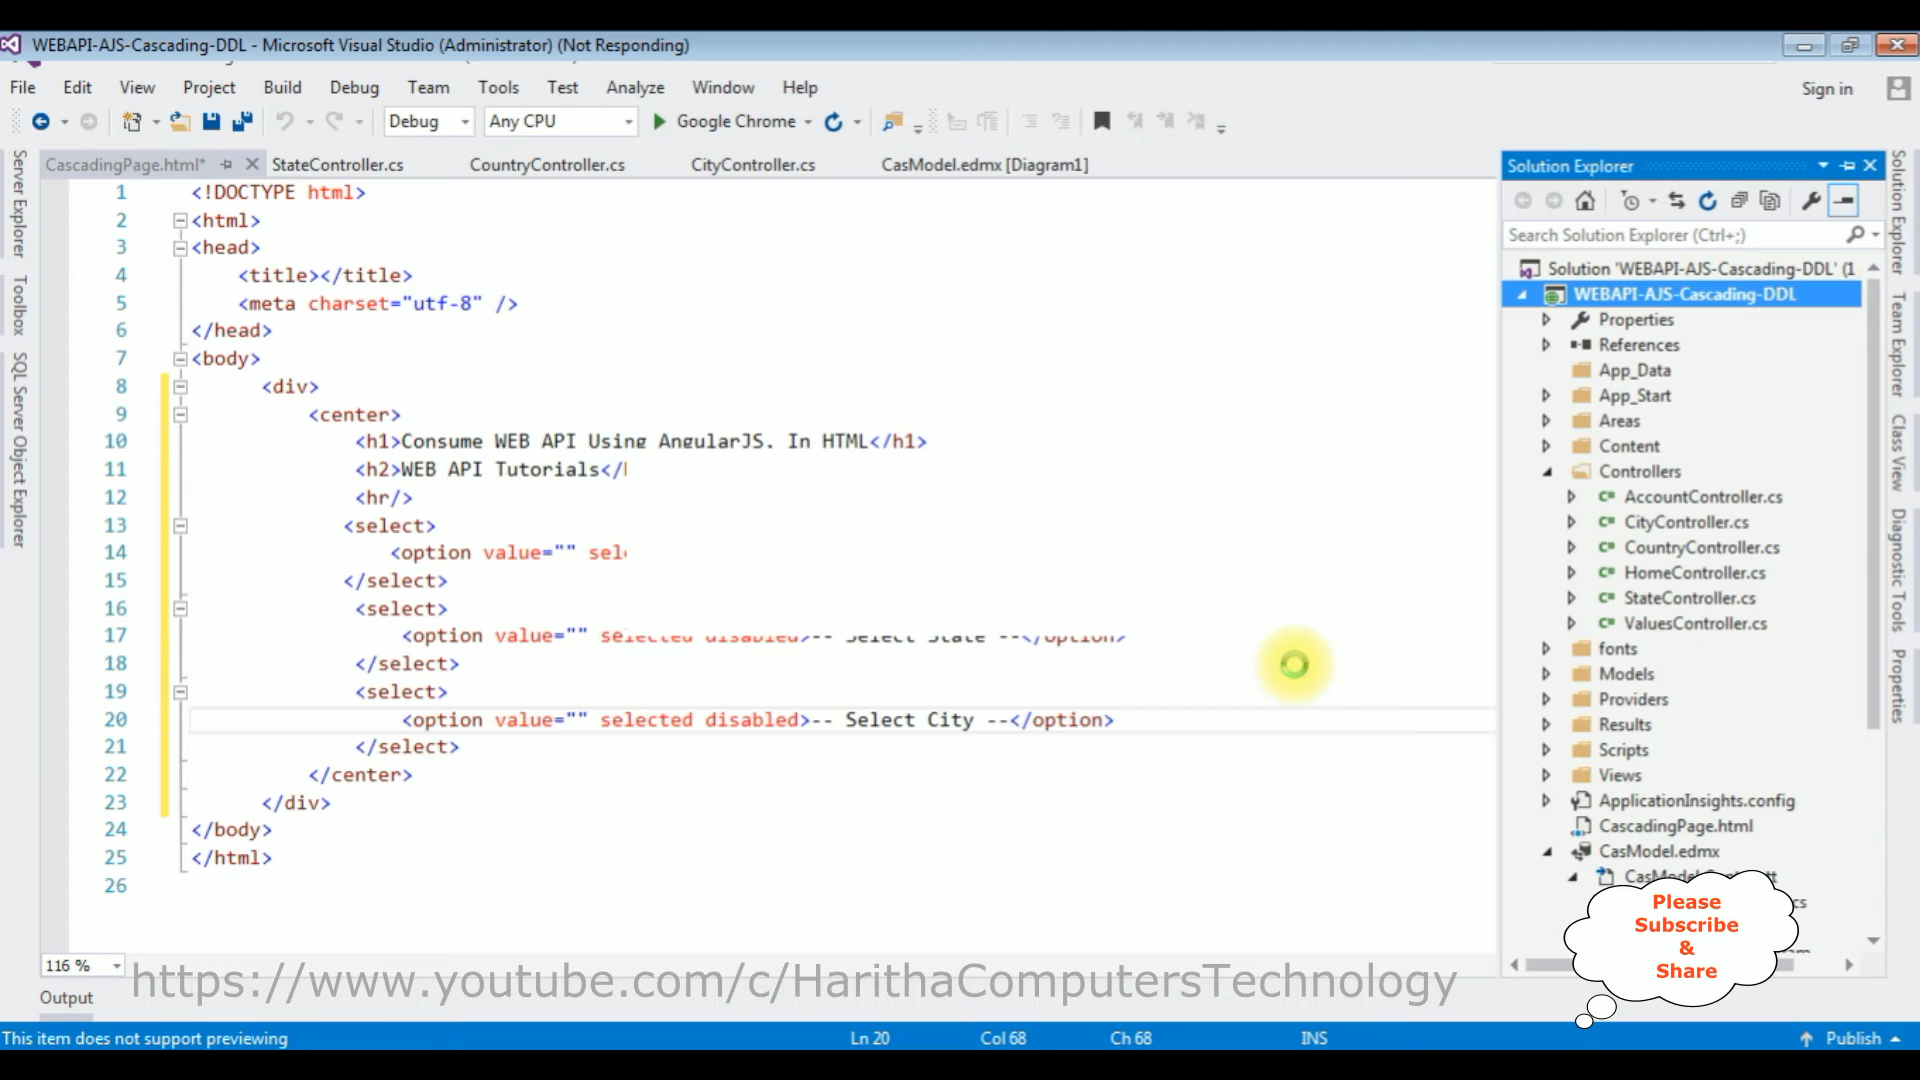 WEBAPI-AJS-Cascading-DDL - Microsoft Visual Studio (Administrator) (Not Responding)
File Edit View Project Build Debug Team Tools Test Analyze Window Help Sign in
Debug Any CPU Google Chrome
CascadingPage.html* StateController.cs CountryController.cs CityController.cs CasModel.edmx [Diagram1]
Server Explorer
Toolbox
SQL Server Object Explorer
1 <!DOCTYPE html>
2 <html>
3 <head>
4 <title></title>
5 <meta charset="utf-8" />
6 </head>
7 <body>
8 <div>
9 <center>
10 <h1>Consume WEB API Using AngularJS. In HTML</h1>
11 <h2>WEB API Tutorials</
12 <hr/>
13 <select>
14 <option value="" sel
15 </select>
16 <select>
17 <option value="" selected disabled>-- Select State --</option>
18 </select>
19 <select>
20 <option value="" selected disabled>-- Select City --</option>
21 </select>
22 </center>
23 </div>
24 </body>
25 </html>
26
116 %
Output
Solution Explorer
Search Solution Explorer (Ctrl+;)
Solution 'WEBAPI-AJS-Cascading-DDL' (1
WEBAPI-AJS-Cascading-DDL
Properties
References
App_Data
App_Start
Areas
Content
Controllers
AccountController.cs
CityController.cs
CountryController.cs
HomeController.cs
StateController.cs
ValuesController.cs
fonts
Models
Providers
Results
Scripts
Views
ApplicationInsights.config
CascadingPage.html
CasModel.edmx
Solution Explorer
Team Explorer
Class View
Diagnostic Tools
Properties
Please
Subscribe
&
Share
https://www.youtube.com/c/HarithaComputersTechnology
This item does not support previewing Ln 20 Col 68 Ch 68 INS Publish